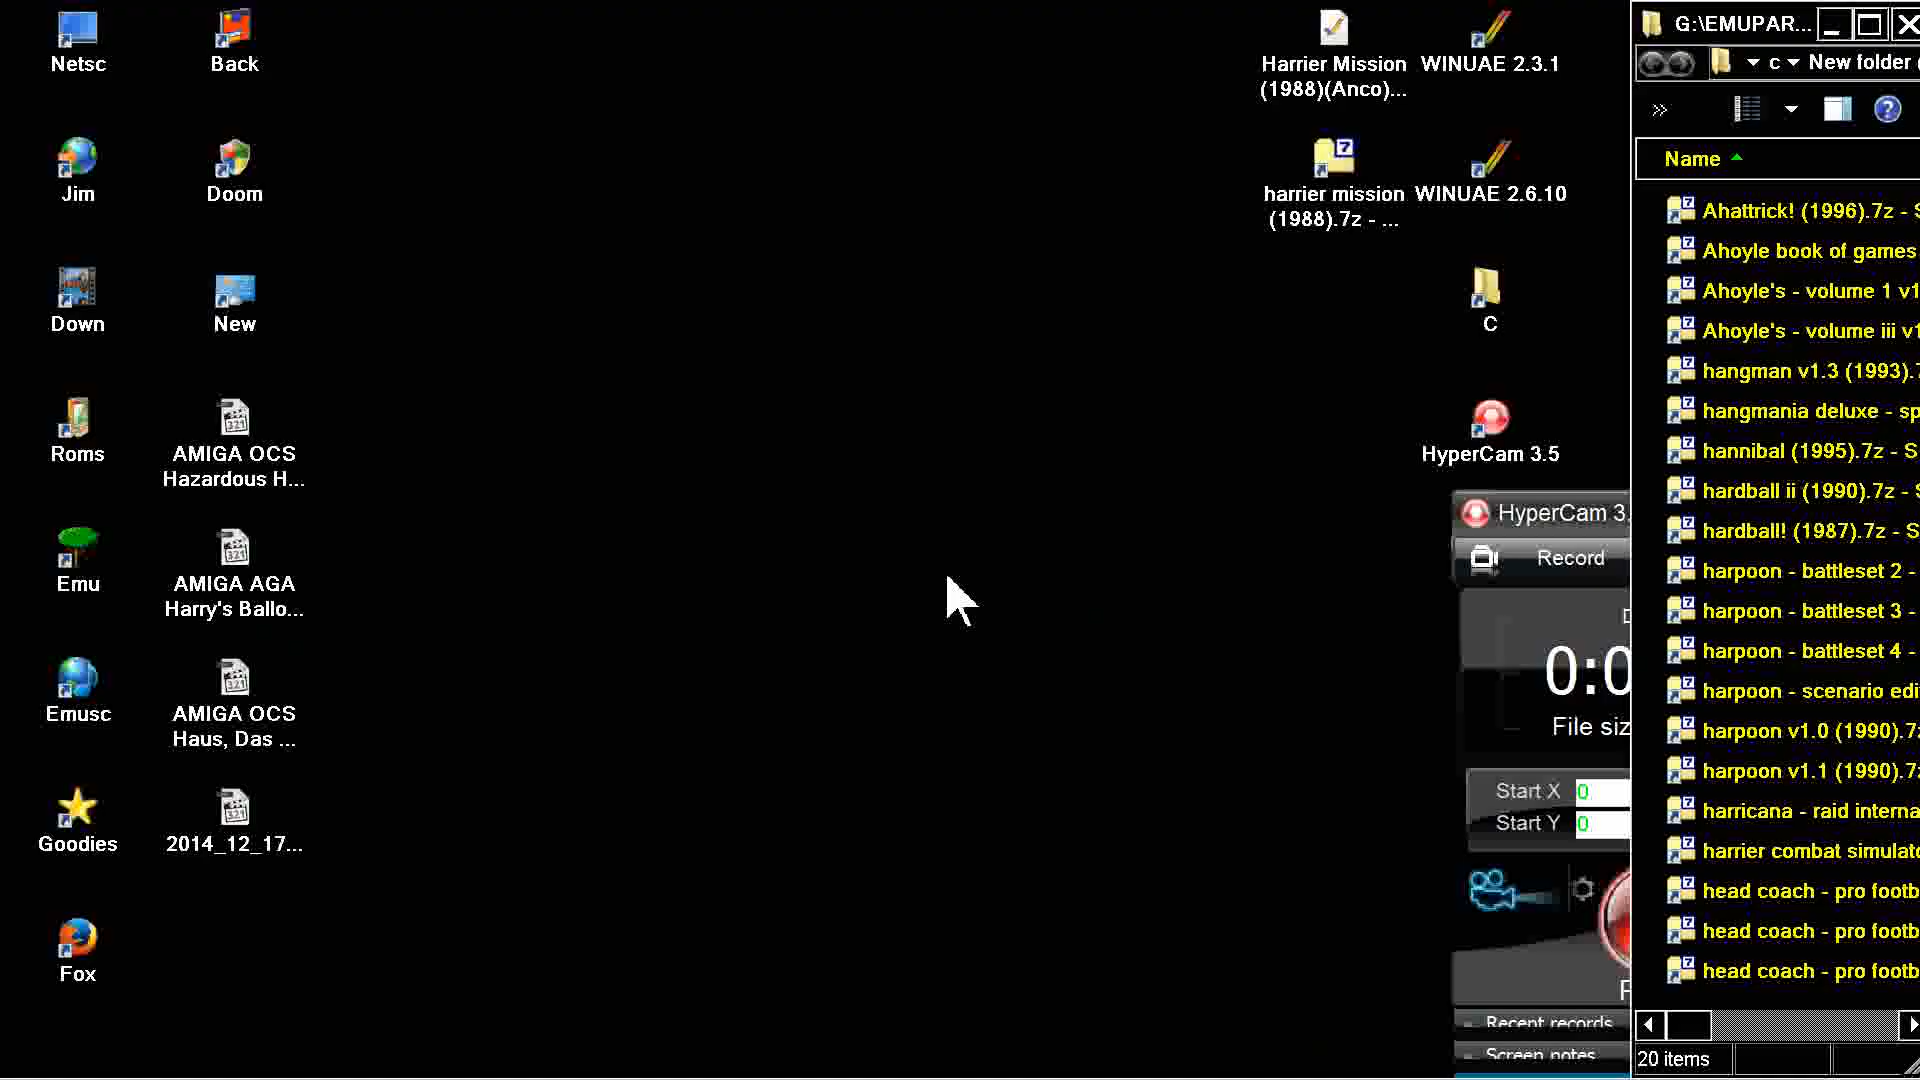 Netsc
Back
Jim
Doom
Down
New
Roms
AMIGA OCS
Hazardous H...
Emu
AMIGA AGA
Harry's Ballo...
Emusc
AMIGA OCS
Haus, Das ...
Goodies
2014_12_17...
Fox
Harrier Mission
(1988)(Anco)...
WINUAE 2.3.1
harrier mission
(1988).7z - ...
WINUAE 2.6.10
C
HyperCam 3.5
HyperCam 3.
Record
0:0
File siz
Start X 0
Start Y 0
Recent records
Screen notes
G:\EMUPAR...
c New folder (
Name
Ahattrick! (1996).7z - S
Ahoyle book of games
Ahoyle's - volume 1 v1
Ahoyle's - volume iii v1
hangman v1.3 (1993).7
hangmania deluxe - sp
hannibal (1995).7z - S
hardball ii (1990).7z - S
hardball! (1987).7z - S
harpoon - battleset 2 -
harpoon - battleset 3 -
harpoon - battleset 4 -
harpoon - scenario edi
harpoon v1.0 (1990).7z
harpoon v1.1 (1990).7z
harricana - raid interna
harrier combat simulato
head coach - pro footb
head coach - pro footb
head coach - pro footb
20 items